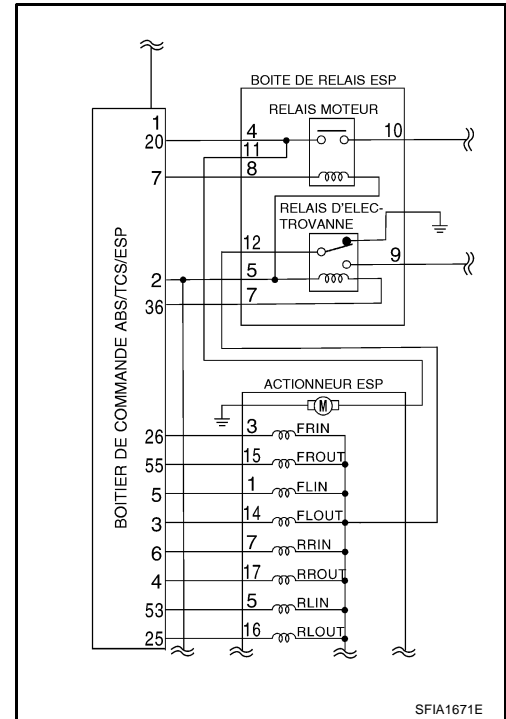 BOITE DE RELAIS ESP
RELAIS MOTEUR
1
20
4
10
11
7
8
RELAIS D'ELEC-
TROVANNE
12
9
2
5
36
7
BOITIER DE COMMANDE ABS/TCS/ESP
ACTIONNEUR ESP
M
26
3
FRIN
55
15
FROUT
5
1
FLIN
3
14
FLOUT
6
7
RRIN
4
17
RROUT
53
5
RLIN
25
16
RLOUT
SFIA1671E